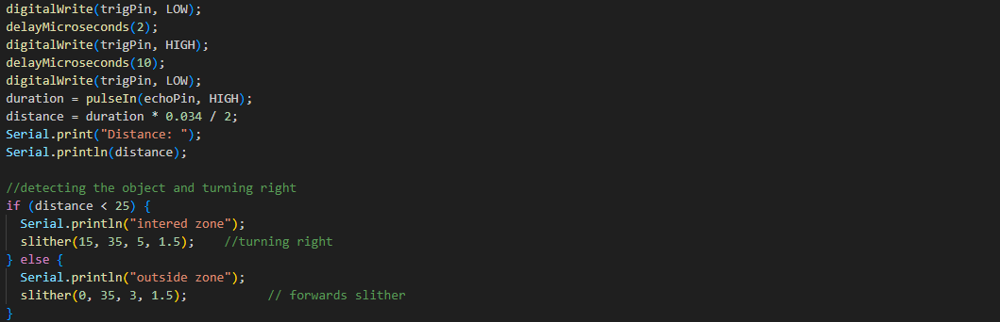 digitalWrite(trigPin, LOW);
delayMicroseconds(2);
digitalWrite(trigPin, HIGH);
delayMicroseconds(10);
digitalWrite(trigPin, LOW);
duration = pulseIn(echoPin, HIGH);
distance = duration * 0.034 / 2;
Serial.print("Distance: ");
Serial.println(distance);

//detecting the object and turning right
if (distance < 25) {
  Serial.println("intered zone");
  slither(15, 35, 5, 1.5);    //turning right
} else {
  Serial.println("outside zone");
  slither(0, 35, 3, 1.5);           // forwards slither
}